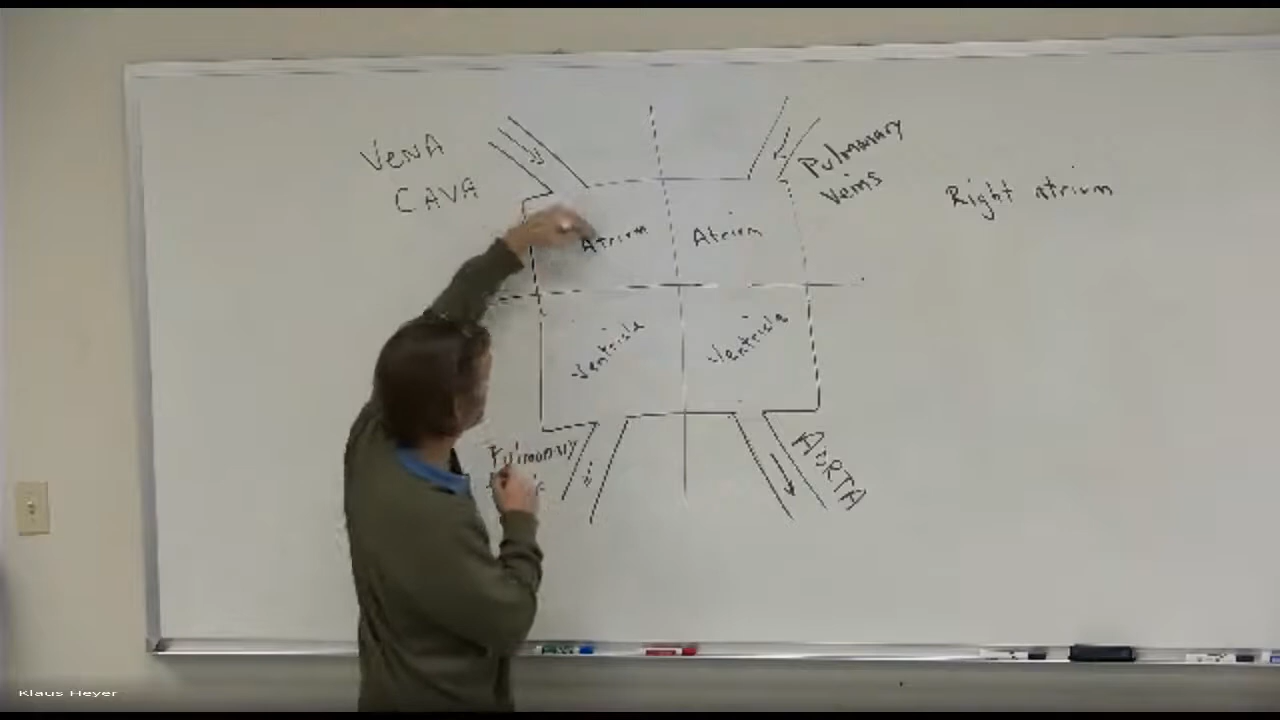 VENA
CAVA
Pulmonary
Veins
Right atrium
Atrium
Atrium
Ventricle
Ventricle
Pulmonary
AORTA
Klaus Heyer